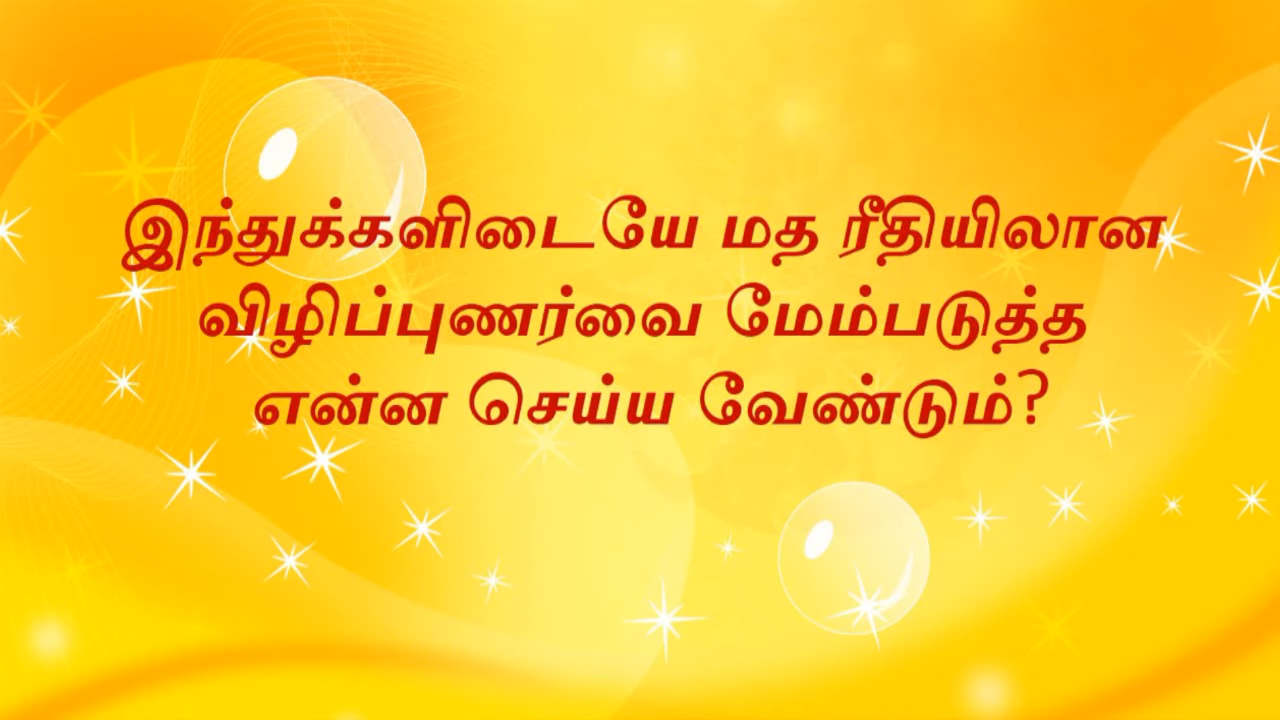 இந்துக்களிடையே மத ரீதியிலான
விழிப்புணர்வை மேம்படுத்த
என்ன செய்ய வேண்டும்?